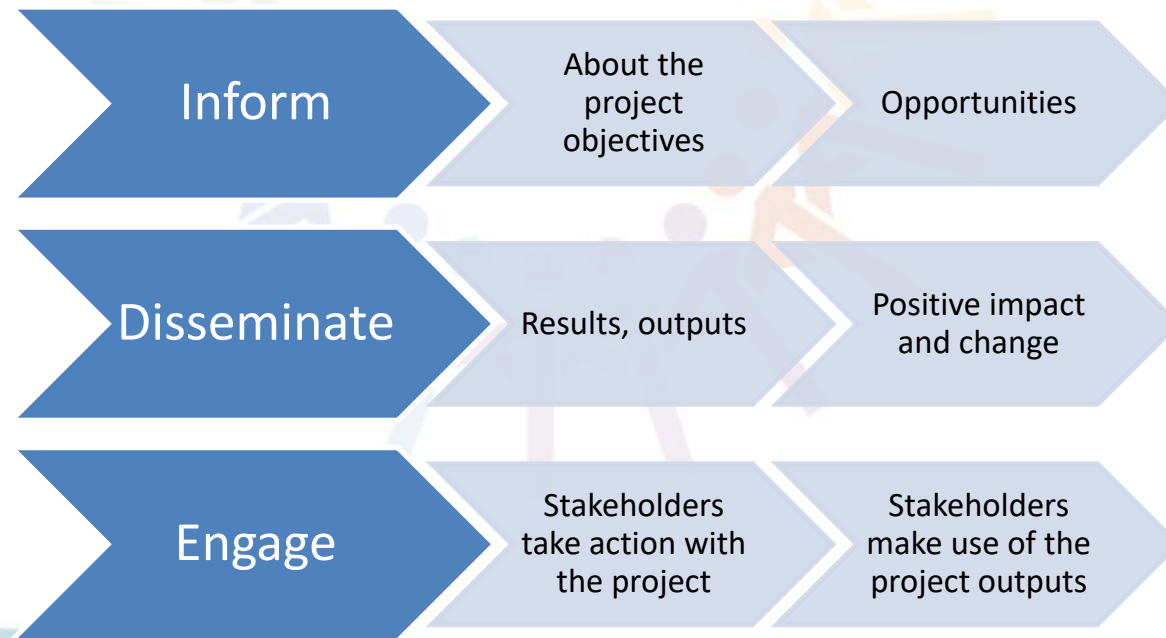 Inform
About the
project
objectives
Opportunities
Disseminate
Results, outputs
Positive impact
and change
Engage
Stakeholders
take action with
the project
Stakeholders
make use of the
project outputs